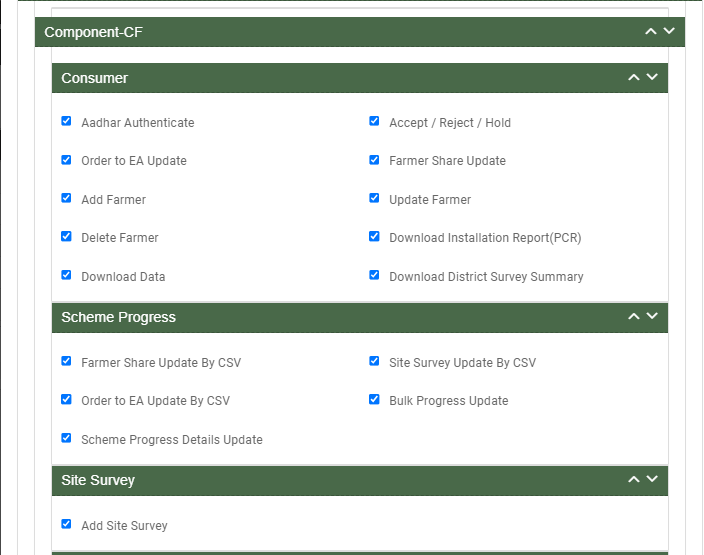 Component-CF
Consumer
Aadhar Authenticate
Accept / Reject / Hold
Order to EA Update
Farmer Share Update
Add Farmer
Update Farmer
Delete Farmer
Download Installation Report(PCR)
Download Data
Download District Survey Summary
Scheme Progress
Farmer Share Update By CSV
Site Survey Update By CSV
Order to EA Update By CSV
Bulk Progress Update
Scheme Progress Details Update
Site Survey
Add Site Survey